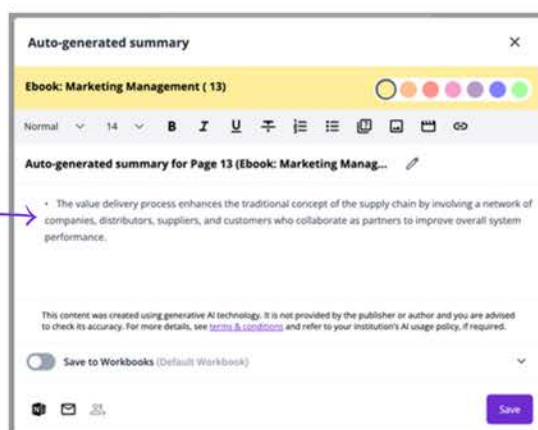 Auto-generated summary
Ebook: Marketing Management ( 13)
Normal 14 B I U
Auto-generated summary for Page 13 (Ebook: Marketing Manag...
• The value delivery process enhances the traditional concept of the supply chain by involving a network of
companies, distributors, suppliers, and customers who collaborate as partners to improve overall system
performance.
This content was created using generative AI technology. It is not provided by the publisher or author and you are advised
to check its accuracy. For more details, see terms & conditions and refer to your institution's AI usage policy, if required.
Save to Workbooks (Default Workbook)
Save